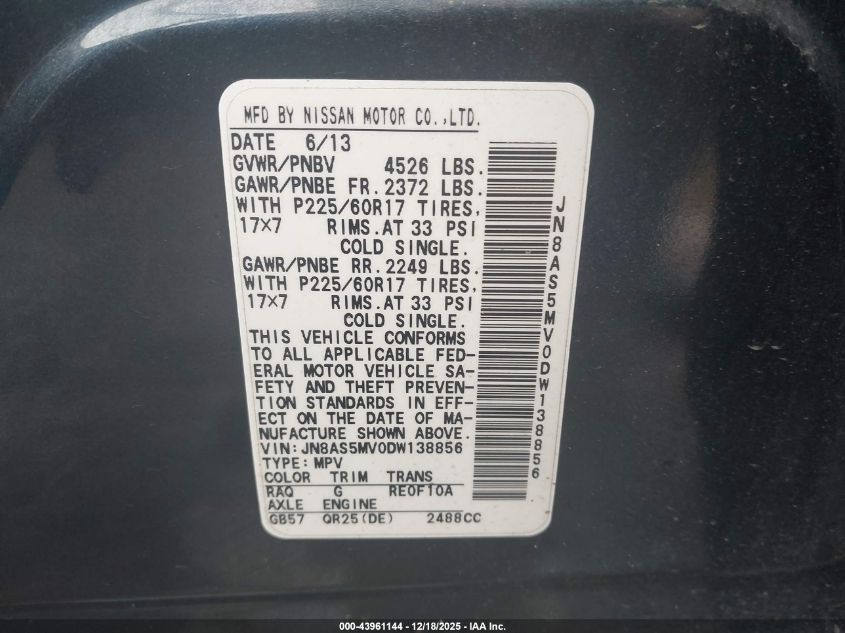 MFD BY NISSAN MOTOR CO.,LTD.
DATE 6/13
GVWR/PNBV 4526 LBS.
GAWR/PNBE FR.2372 LBS.
WITH P225/60R17 TIRES,
17×7 RIMS.AT 33 PSI
COLD SINGLE.
GAWR/PNBE RR.2249 LBS.
WITH P225/60R17 TIRES,
17×7 RIMS.AT 33 PSI
COLD SINGLE.
THIS VEHICLE CONFORMS
TO ALL APPLICABLE FED-
ERAL MOTOR VEHICLE SA-
FETY AND THEFT PREVEN-
TION STANDARDS IN EFF-
ECT ON THE DATE OF MA-
NUFACTURE SHOWN ABOVE.
VIN:JN8AS5MV0DW138856
TYPE:MPV
COLOR TRIM TRANS
RAQ G RE0F10A
AXLE ENGINE
GB57 QR25(DE) 2488CC
JN8AS5MV0DW138856
000-43961144 – 12/18/2025 – IAA Inc.